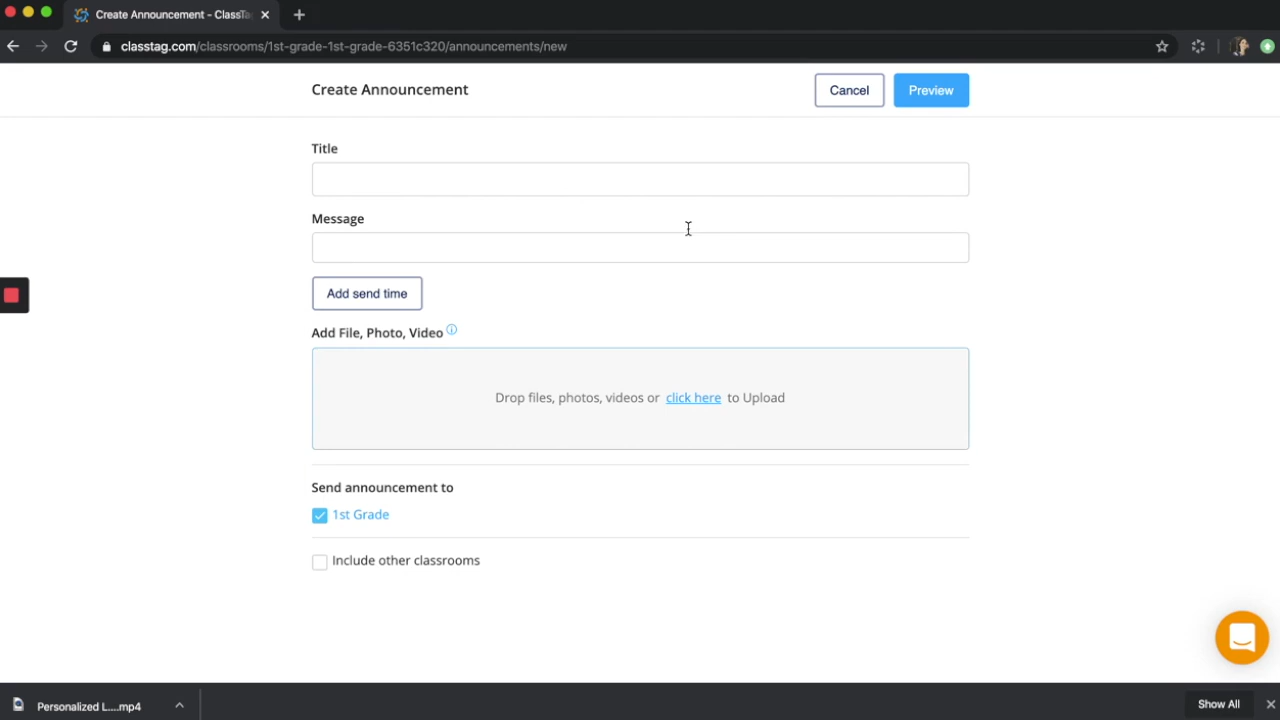 Create Announcement - ClassTa
classtag.com/classrooms/1st-grade-1st-grade-6351c320/announcements/new
Create Announcement
Cancel
Preview
Title
Message
Add send time
Add File, Photo, Video
Drop files, photos, videos or click here to Upload
Send announcement to
1st Grade
Include other classrooms
Personalized L....mp4
Show All